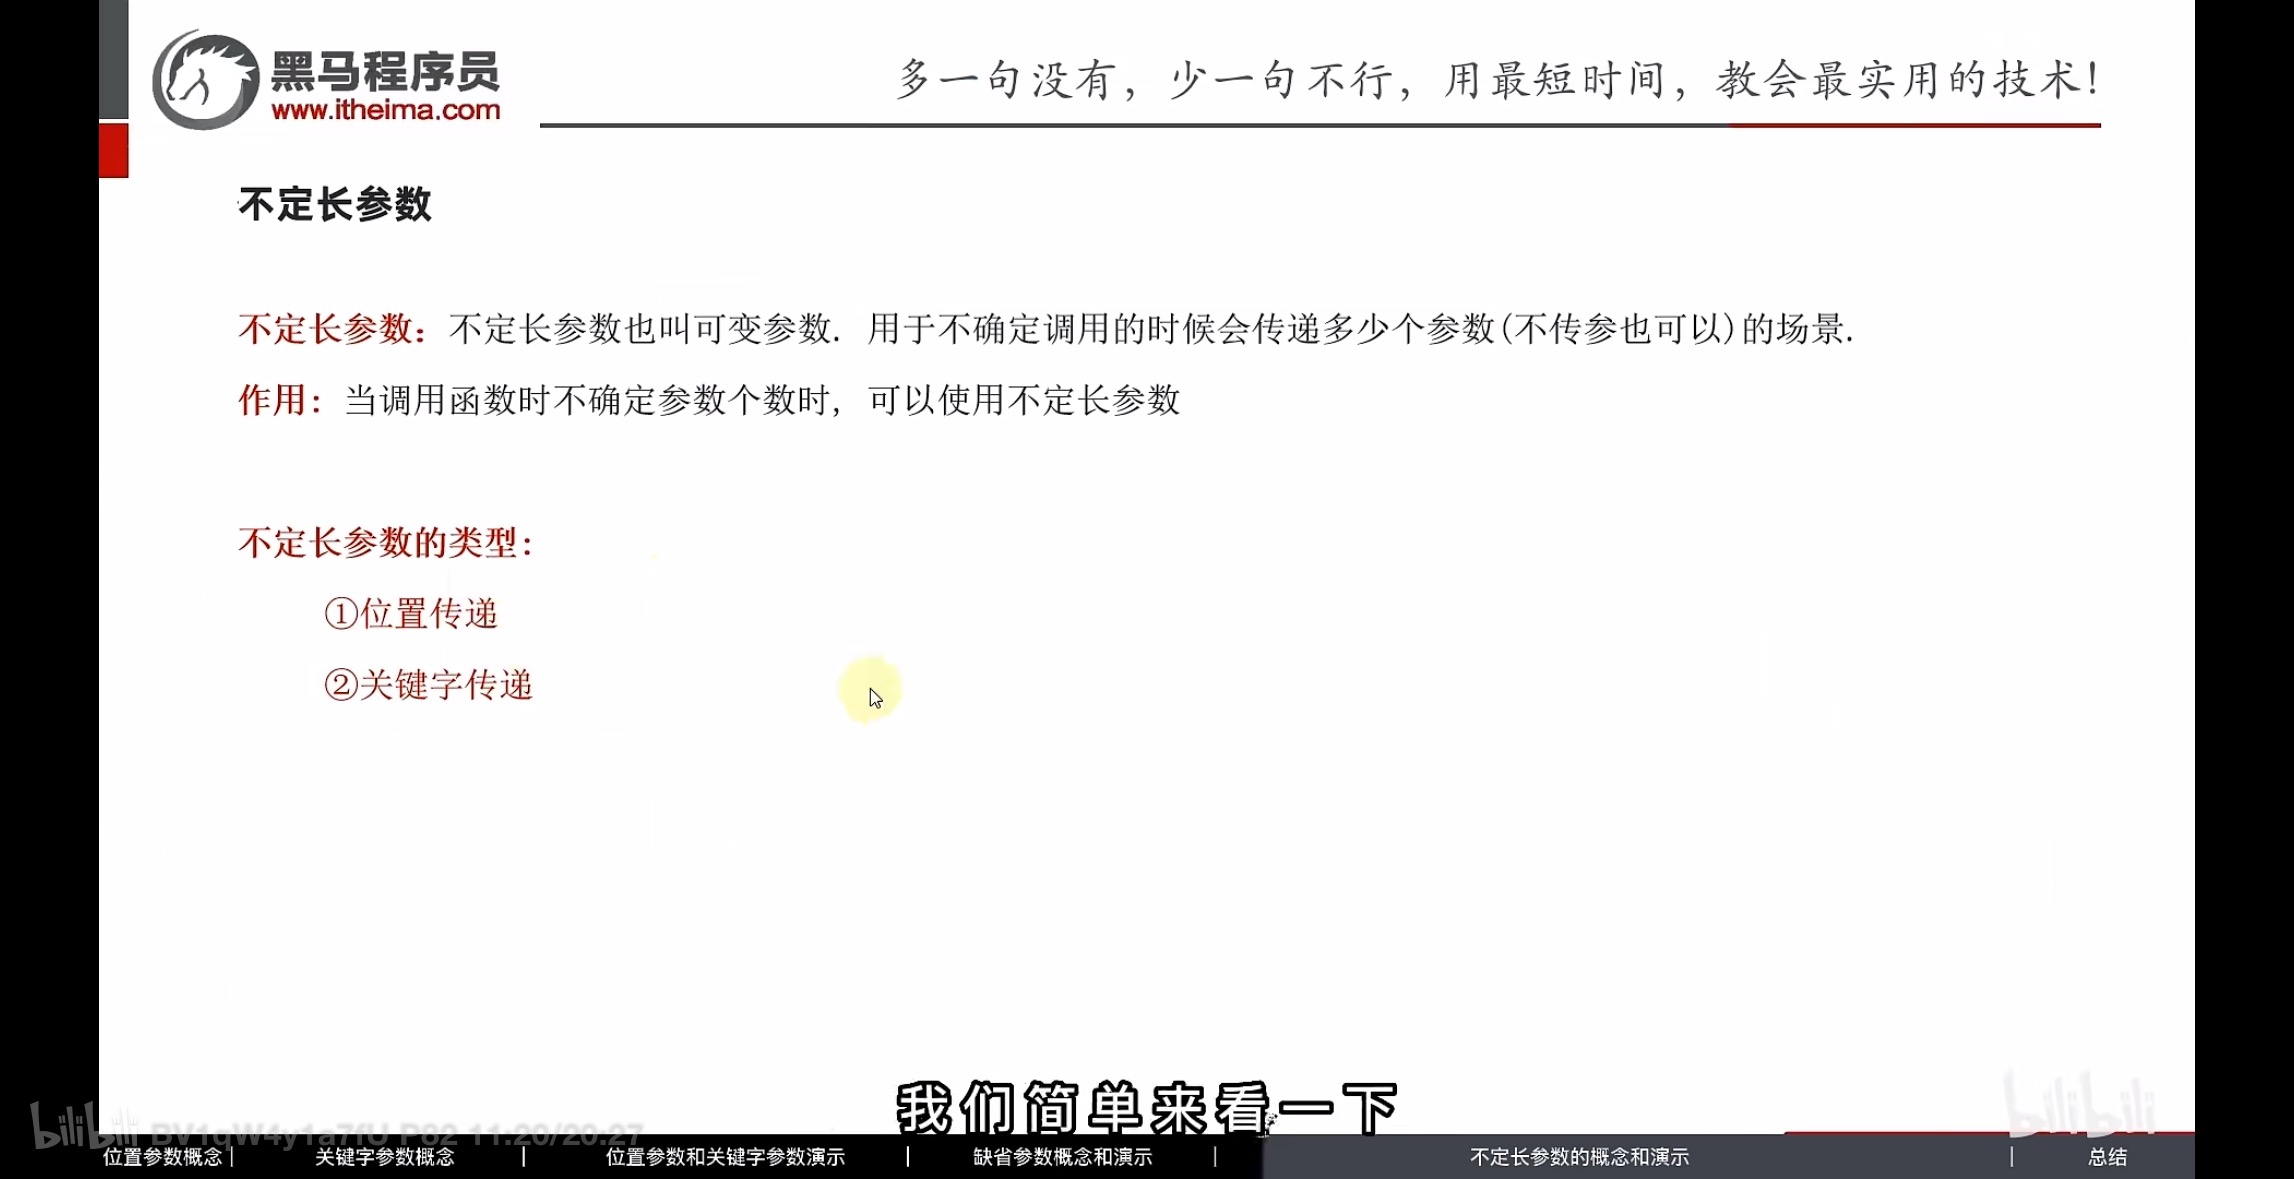 黑马程序员
www.itheima.com
多一句没有，少一句不行，用最短时间，教会最实用的技术！
不定长参数
不定长参数：不定长参数也叫可变参数. 用于不确定调用的时候会传递多少个参数(不传参也可以)的场景.
作用：当调用函数时不确定参数个数时, 可以使用不定长参数
不定长参数的类型：
①位置传递
②关键字传递
我们简单来看一下
bilibili BV1qW4y1a7fU P82 11:20/20:27
bilibili
位置参数概念 | 关键字参数概念 | 位置参数和关键字参数演示 | 缺省参数概念和演示 | 不定长参数的概念和演示 | 总结